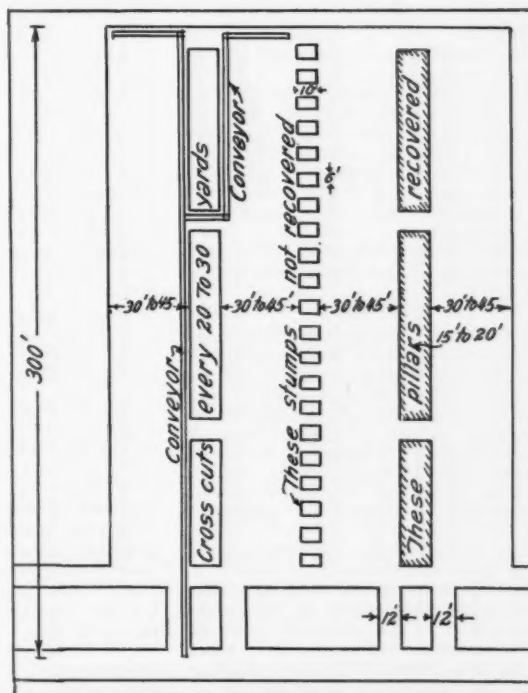 300'
Conveyor
Cross cuts every 20 To 30 yards
Conveyor
These stumps not recovered
10'
These pillars recovered
30' to 45
30' to 45'
30' to 45'
30' to 45
15' to 20'
12'
12'